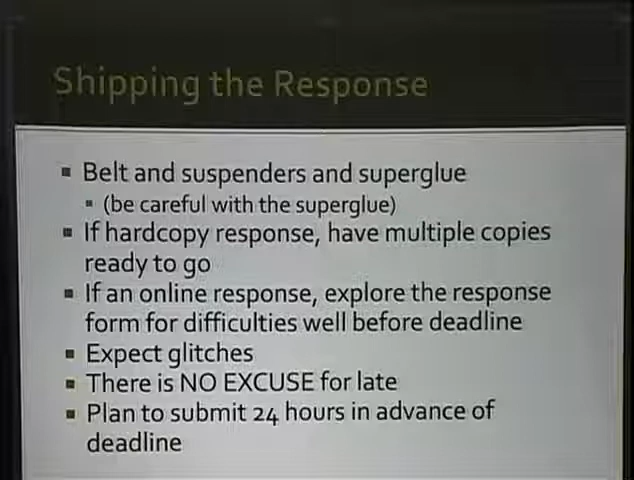 Shipping the Response
Belt and suspenders and superglue
(be careful with the superglue)
If hardcopy response, have multiple copies
ready to go
If an online response, explore the response
form for difficulties well before deadline
Expect glitches
There is NO EXCUSE for late
Plan to submit 24 hours in advance of
deadline